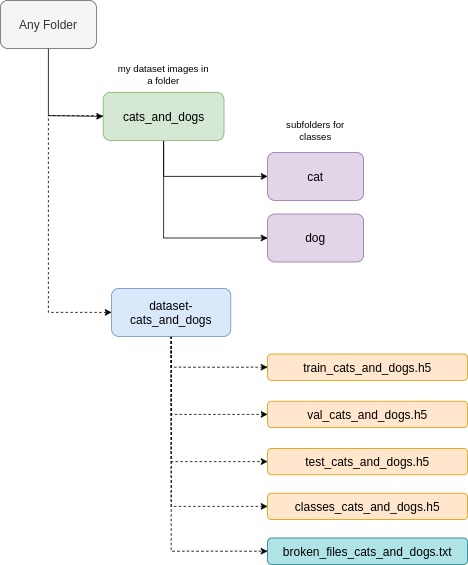 Any Folder
my dataset images in
a folder
cats_and_dogs
subfolders for
classes
cat
dog
dataset-
cats_and_dogs
train_cats_and_dogs.h5
val_cats_and_dogs.h5
test_cats_and_dogs.h5
classes_cats_and_dogs.h5
broken_files_cats_and_dogs.txt